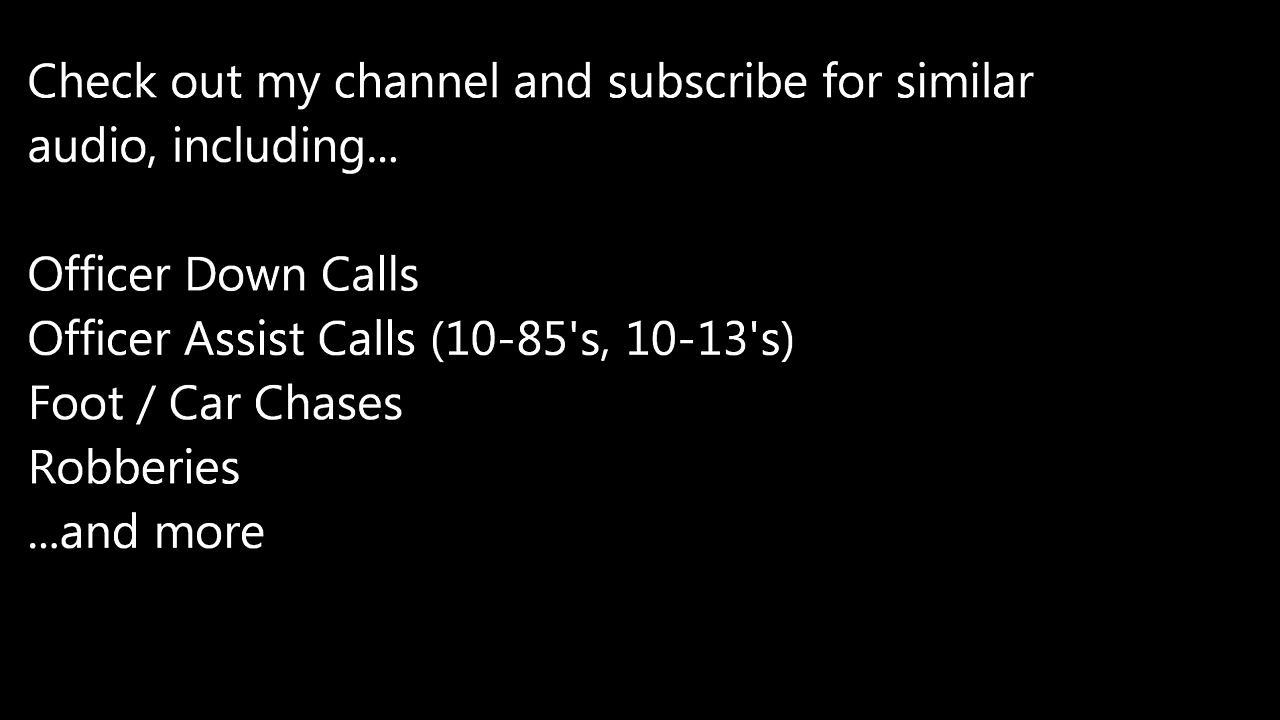 Check out my channel and subscribe for similar
audio, including...
Officer Down Calls
Officer Assist Calls (10-85's, 10-13's)
Foot / Car Chases
Robberies
...and more